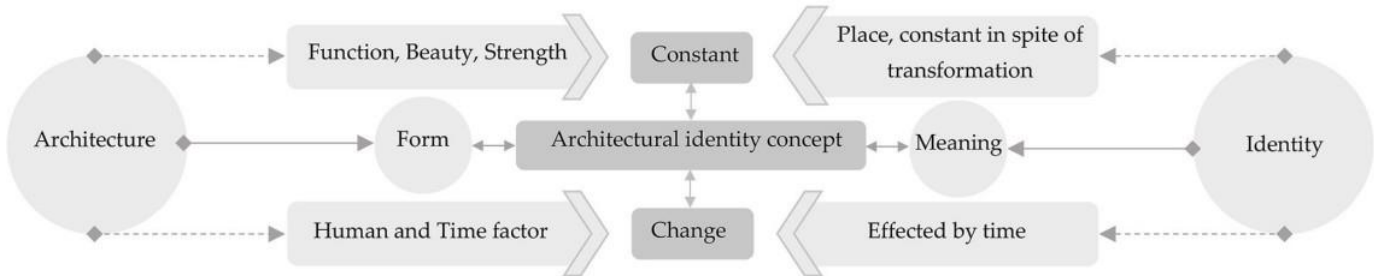 Function, Beauty, Strength
Constant
Place, constant in spite of
transformation
Architecture
Form
Architectural identity concept
Meaning
Identity
Human and Time factor
Change
Effected by time